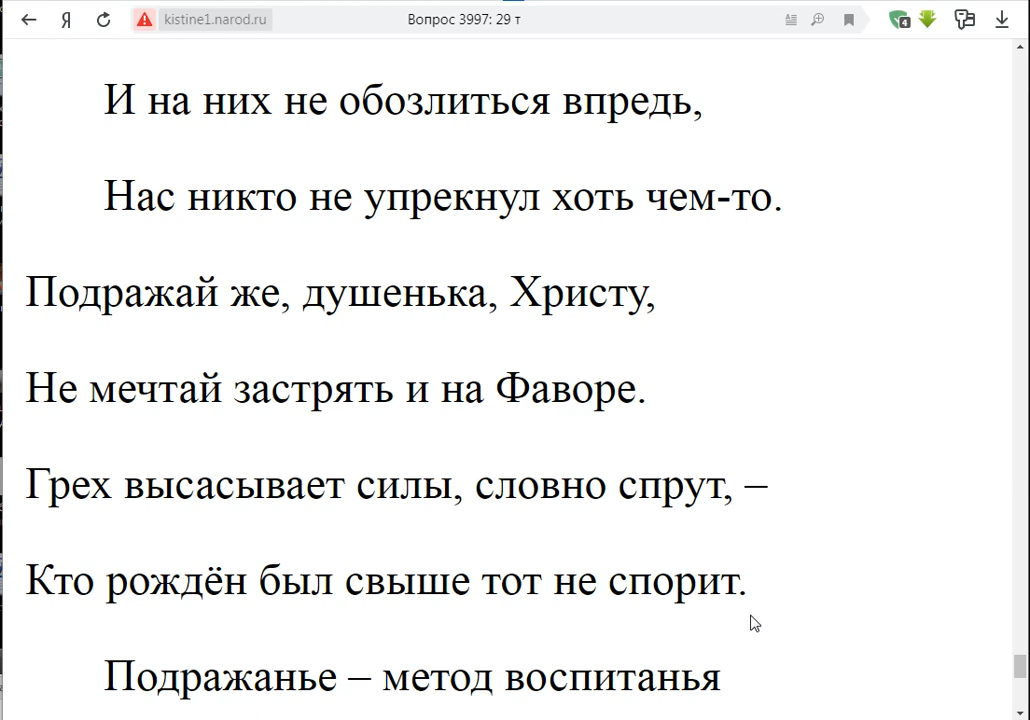 kistine1.narod.ru
Вопрос 3997: 29 т
4
И на них не обозлиться впредь,
Нас никто не упрекнул хоть чем-то.
Подражай же, душенька, Христу,
Не мечтай застрять и на Фаворе.
Грех высасывает силы, словно спрут, –
Кто рождён был свыше тот не спорит.
Подражанье – метод воспитанья